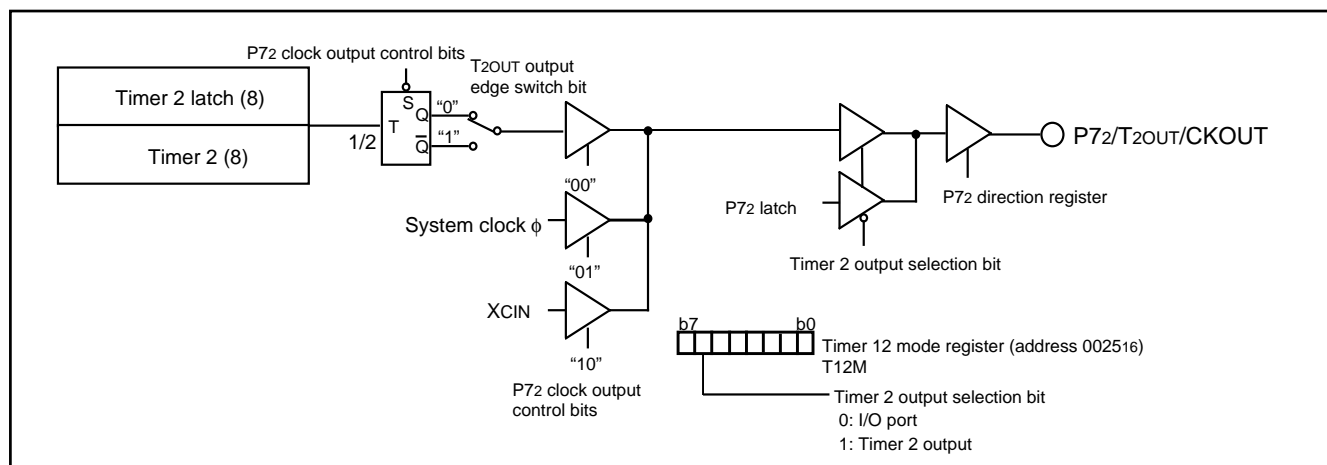 P72 clock output control bits
T2OUT output
edge switch bit
Timer 2 latch (8)
Timer 2 (8)
1/2
T
S
Q
Q̅
“0”
“1”
“00”
System clock ϕ
“01”
XCIN
“10”
P72 clock output
control bits
P72 latch
Timer 2 output selection bit
P72 direction register
P72/T2OUT/CKOUT
b7
b0
Timer 12 mode register (address 002516)
T12M
Timer 2 output selection bit
0: I/O port
1: Timer 2 output